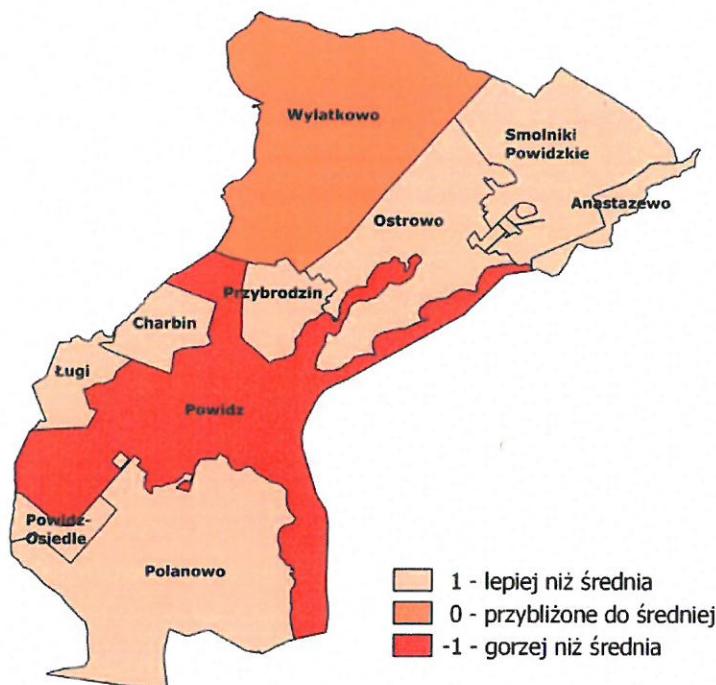 Wylatkowo
Smolniki
Powidzkie
Anastazewo
Ostrowo
Przybrodzin
Charbin
Ługi
Powidz
Powidz-
Osiedle
Polanowo
1 - lepiej niż średnia
0 - przybliżone do średniej
-1 - gorzej niż średnia